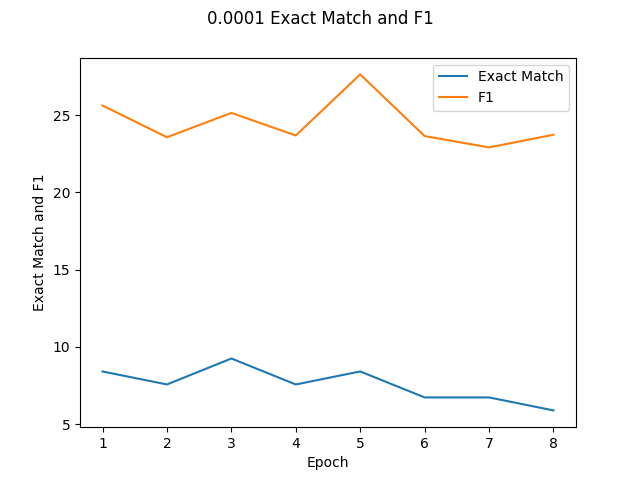 0.0001 Exact Match and F1
Exact Match
F1
Exact Match and F1
25
20
15
10
5
1 2 3 4 5 6 7 8
Epoch